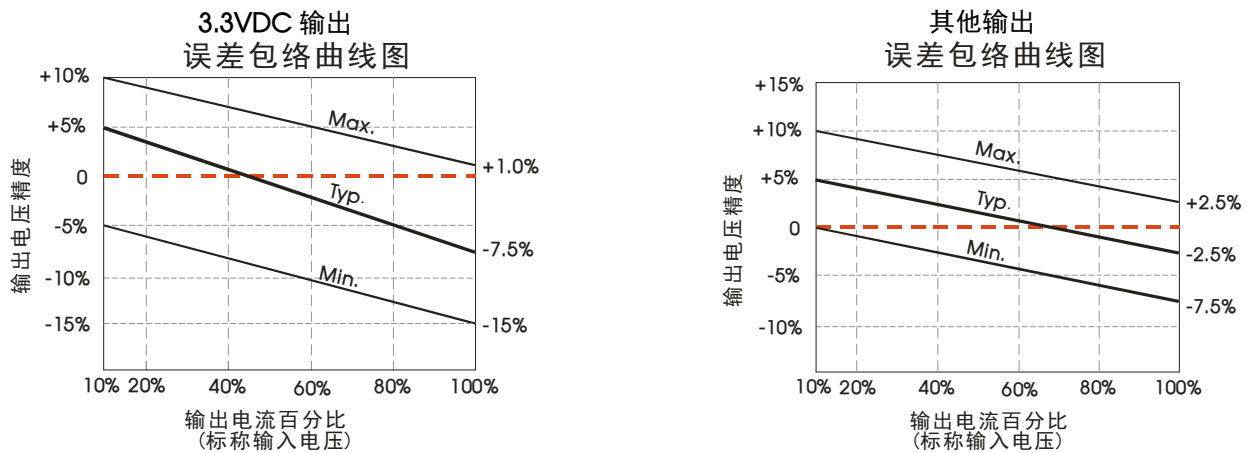 3.3VDC 输出
误差包络曲线图
+10%
+5%
0
-5%
-10%
-15%
输出电压精度
Max.
Typ.
Min.
+1.0%
-7.5%
-15%
10% 20% 40% 60% 80% 100%
输出电流百分比
(标称输入电压)
其他输出
误差包络曲线图
+15%
+10%
+5%
0
-5%
-10%
输出电压精度
Max.
Typ.
Min.
+2.5%
-2.5%
-7.5%
10% 20% 40% 60% 80% 100%
输出电流百分比
(标称输入电压)